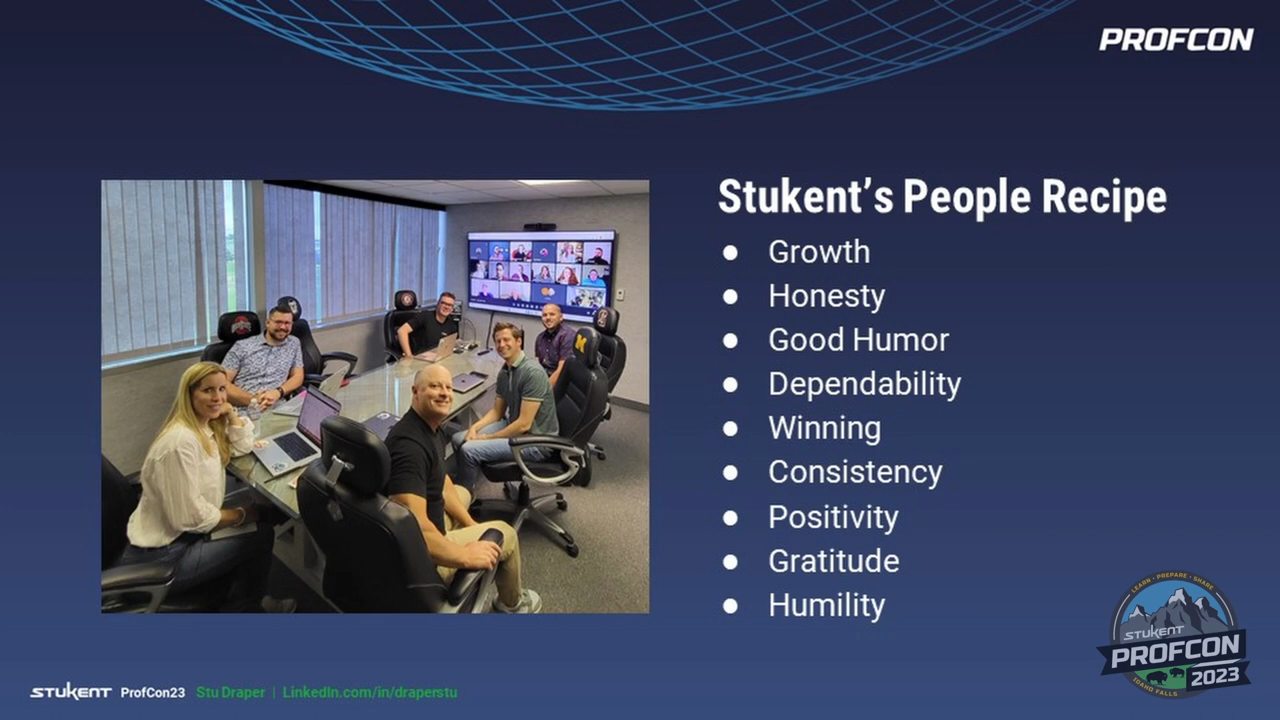 PROFCON
Stukent's People Recipe
● Growth
● Honesty
● Good Humor
● Dependability
● Winning
● Consistency
● Positivity
● Gratitude
● Humility
M
LEARN · PREPARE · SHARE
STUKENT
PROFCON
2023
IDAHO FALLS
STUKENT ProfCon23 Stu Draper | LinkedIn.com/in/draperstu